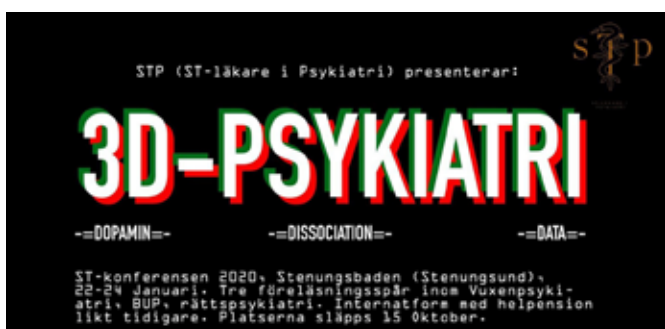 stp
STP (ST-läkare i Psykiatri) presenterar:
3D-PSYKIATRI
-=DOPAMIN=- -=DISSOCIATION=- -=DATA=-
ST-konferensen 2020, Stenungsbaden (Stenungsund),
22-24 Januari. Tre föreläsningsspår inom Vuxenpsyki-
atri, BUP, rättspsykiatri. Internatform med helpension
likt tidigare. Platserna släpps 15 Oktober.